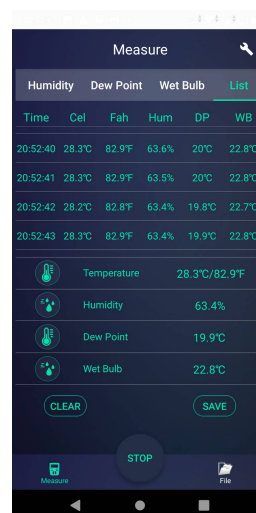 Measure
Humidity Dew Point Wet Bulb List
Time Cel Fah Hum DP WB
20:52:40 28.3℃ 82.9℉ 63.6% 20℃ 22.8℃
20:52:41 28.3℃ 82.9℉ 63.5% 20℃ 22.8℃
20:52:42 28.2℃ 82.8℉ 63.4% 19.8℃ 22.7℃
20:52:43 28.3℃ 82.9℉ 63.4% 19.9℃ 22.8℃
Temperature 28.3℃/82.9℉
Humidity 63.4%
Dew Point 19.9℃
Wet Bulb 22.8℃
CLEAR SAVE
STOP
Measure File